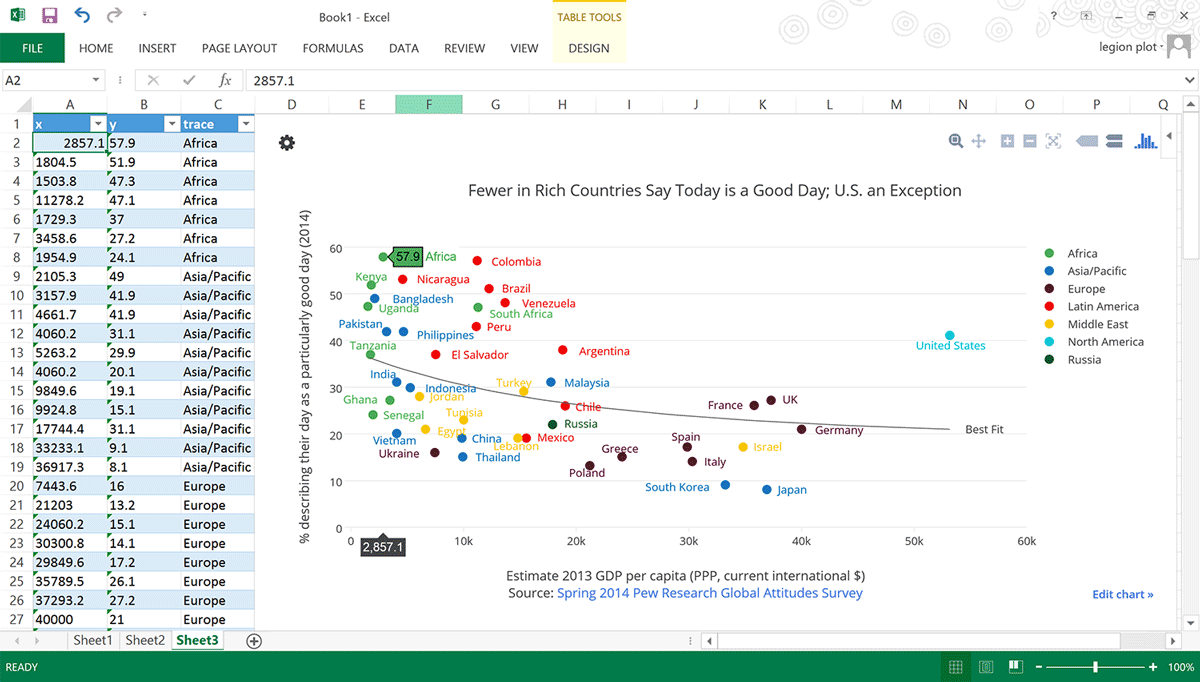 Book1 - Excel
TABLE TOOLS
?
FILE HOME INSERT PAGE LAYOUT FORMULAS DATA REVIEW VIEW DESIGN
legion plot
A2 fx 2857.1
A B C D E F G H I J K L M N O P Q
1 x y trace
2 2857.1 57.9 Africa
3 1804.5 51.9 Africa
4 1503.8 47.3 Africa
5 11278.2 47.1 Africa
6 1729.3 37 Africa
7 3458.6 27.2 Africa
8 1954.9 24.1 Africa
9 2105.3 49 Asia/Pacific
10 3157.9 41.9 Asia/Pacific
11 4661.7 41.9 Asia/Pacific
12 4060.2 31.1 Asia/Pacific
13 5263.2 29.9 Asia/Pacific
14 4060.2 20.1 Asia/Pacific
15 9849.6 19.1 Asia/Pacific
16 9924.8 15.1 Asia/Pacific
17 17744.4 31.1 Asia/Pacific
18 33233.1 9.1 Asia/Pacific
19 36917.3 8.1 Asia/Pacific
20 7443.6 16 Europe
21 21203 13.2 Europe
22 24060.2 15.1 Europe
23 30300.8 14.1 Europe
24 29849.6 17.2 Europe
25 35789.5 26.1 Europe
26 37293.2 27.2 Europe
27 40000 21 Europe
Fewer in Rich Countries Say Today is a Good Day; U.S. an Exception
% describing their day as a particularly good day (2014)
60
50
40
30
20
10
0
57.9 Africa
Colombia
Kenya
Nicaragua
Brazil
Bangladesh
Venezuela
Uganda
South Africa
Pakistan
Peru
Philippines
Tanzania
United States
El Salvador
Argentina
India
Turkey
Malaysia
Indonesia
Jordan
Ghana
UK
France
Chile
Senegal
Tunisia
Russia
Egypt
Germany
Best Fit
Vietnam
China
Mexico
Spain
Lebanon
Israel
Ukraine
Greece
Thailand
Italy
Poland
South Korea
Japan
0 10k 20k 30k 40k 50k 60k
2,857.1
Estimate 2013 GDP per capita (PPP, current international $)
Source: Spring 2014 Pew Research Global Attitudes Survey
Africa
Asia/Pacific
Europe
Latin America
Middle East
North America
Russia
Edit chart »
Sheet1 Sheet2 Sheet3
READY
100%